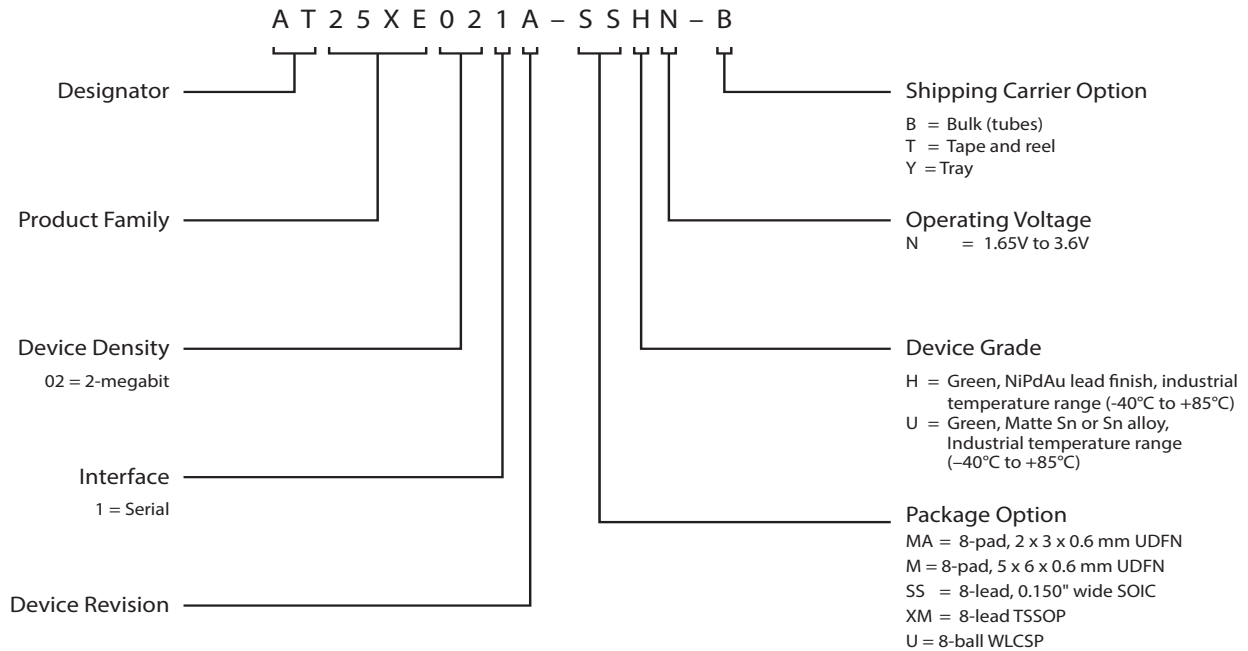 A T 2 5 X E 0 2 1 A – S S H N – B
Designator
Product Family
Device Density
02 = 2-megabit
Interface
1 = Serial
Device Revision
Shipping Carrier Option
B = Bulk (tubes)
T = Tape and reel
Y = Tray
Operating Voltage
N = 1.65V to 3.6V
Device Grade
H = Green, NiPdAu lead finish, industrial
temperature range (-40°C to +85°C)
U = Green, Matte Sn or Sn alloy,
Industrial temperature range
(–40°C to +85°C)
Package Option
MA = 8-pad, 2 x 3 x 0.6 mm UDFN
M = 8-pad, 5 x 6 x 0.6 mm UDFN
SS = 8-lead, 0.150" wide SOIC
XM = 8-lead TSSOP
U = 8-ball WLCSP